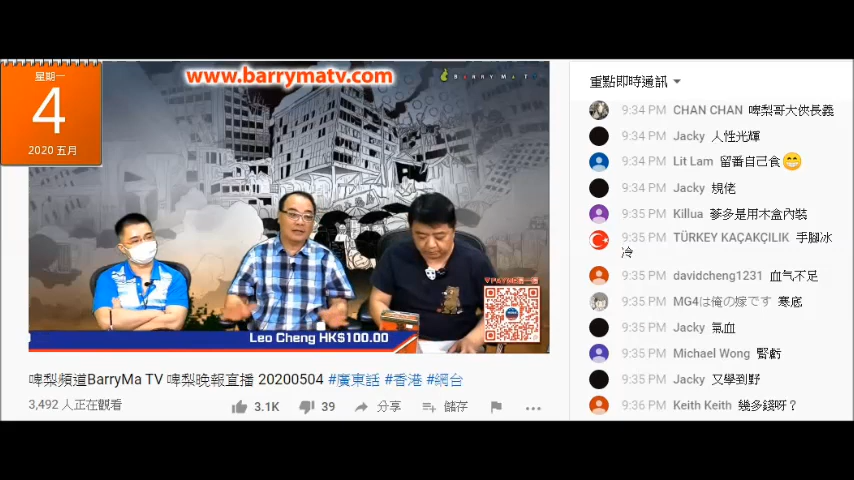 星期一
4
2020 五月
www.barrymatv.com
BARRY MA TV
PAYME
Leo Cheng HK$100.00
啤梨頻道BarryMa TV 啤梨晚報直播 20200504 #廣東話 #香港 #網台
3,492 人正在觀看
3.1K
39
分享
儲存
重點即時通訊
9:34 PM CHAN CHAN 啤梨哥大俠長義
9:34 PM Jacky 人性光輝
9:34 PM Lit Lam 留番自己食😁
9:34 PM Jacky 規佬
9:35 PM Killua 蔘多是用木盒內裝
9:35 PM TÜRKEY KAÇAKÇILIK 手腳冰
冷
9:35 PM davidcheng1231 血气不足
9:35 PM MG4は俺の嫁です 寒底
9:35 PM Jacky 氣血
9:35 PM Michael Wong 腎虧
9:35 PM Jacky 又學到野
9:36 PM Keith Keith 幾多錢呀？